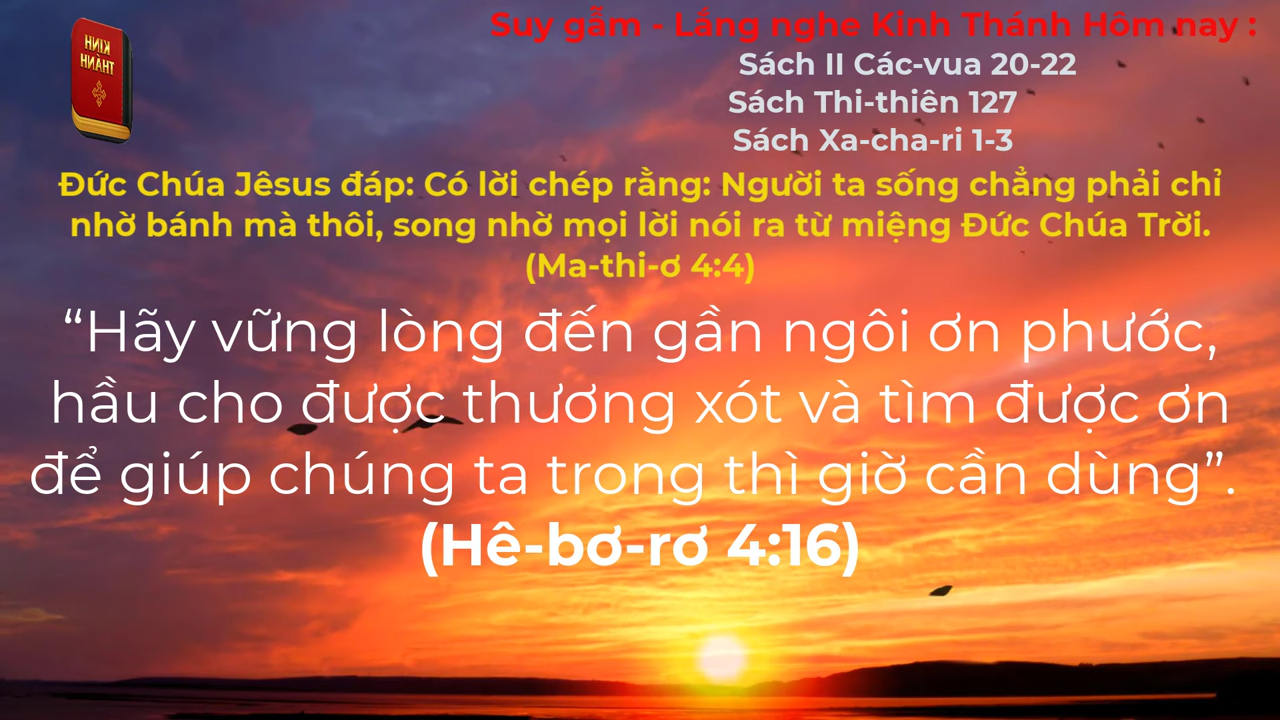 KINH
THÁNH
Suy gẫm - Lắng nghe Kinh Thánh Hôm nay :
Sách II Các-vua 20-22
Sách Thi-thiên 127
Sách Xa-cha-ri 1-3
Đức Chúa Jêsus đáp: Có lời chép rằng: Người ta sống chẳng phải chỉ
nhờ bánh mà thôi, song nhờ mọi lời nói ra từ miệng Đức Chúa Trời.
(Ma-thi-ơ 4:4)
“Hãy vững lòng đến gần ngôi ơn phước,
hầu cho được thương xót và tìm được ơn
để giúp chúng ta trong thì giờ cần dùng”.
(Hê-bơ-rơ 4:16)